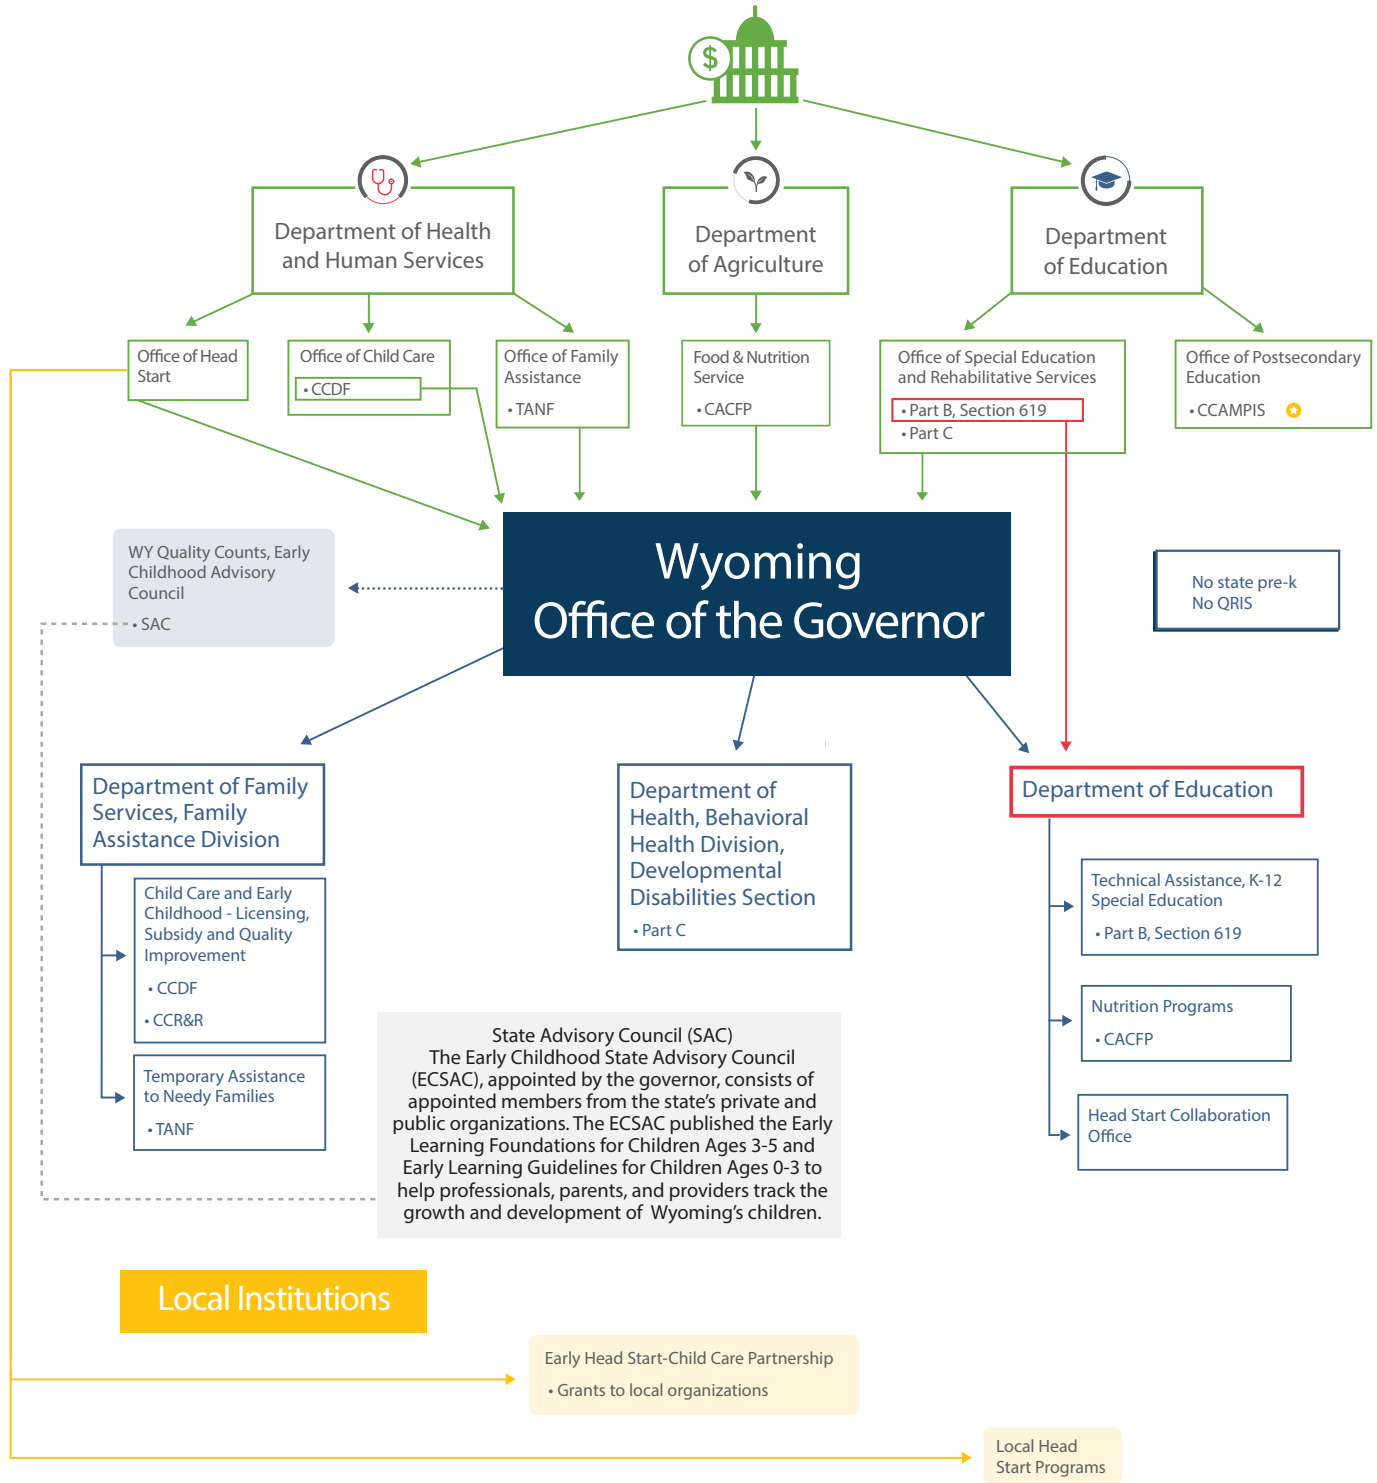 $
Department of Health
and Human Services
Department
of Agriculture
Department
of Education
Office of Head
Start
Office of Child Care
• CCDF
Office of Family
Assistance
• TANF
Food & Nutrition
Service
• CACFP
Office of Special Education
and Rehabilitative Services
• Part B, Section 619
• Part C
Office of Postsecondary
Education
• CCAMPIS
WY Quality Counts, Early
Childhood Advisory
Council
• SAC
Wyoming
Office of the Governor
No state pre-k
No QRIS
Department of Family
Services, Family
Assistance Division
Child Care and Early
Childhood - Licensing,
Subsidy and Quality
Improvement
• CCDF
• CCR&R
Temporary Assistance
to Needy Families
• TANF
Department of
Health, Behavioral
Health Division,
Developmental
Disabilities Section
• Part C
Department of Education
Technical Assistance, K-12
Special Education
• Part B, Section 619
Nutrition Programs
• CACFP
Head Start Collaboration
Office
State Advisory Council (SAC)
The Early Childhood State Advisory Council
(ECSAC), appointed by the governor, consists of
appointed members from the state’s private and
public organizations. The ECSAC published the Early
Learning Foundations for Children Ages 3-5 and
Early Learning Guidelines for Children Ages 0-3 to
help professionals, parents, and providers track the
growth and development of Wyoming’s children.
Local Institutions
Early Head Start-Child Care Partnership
• Grants to local organizations
Local Head
Start Programs